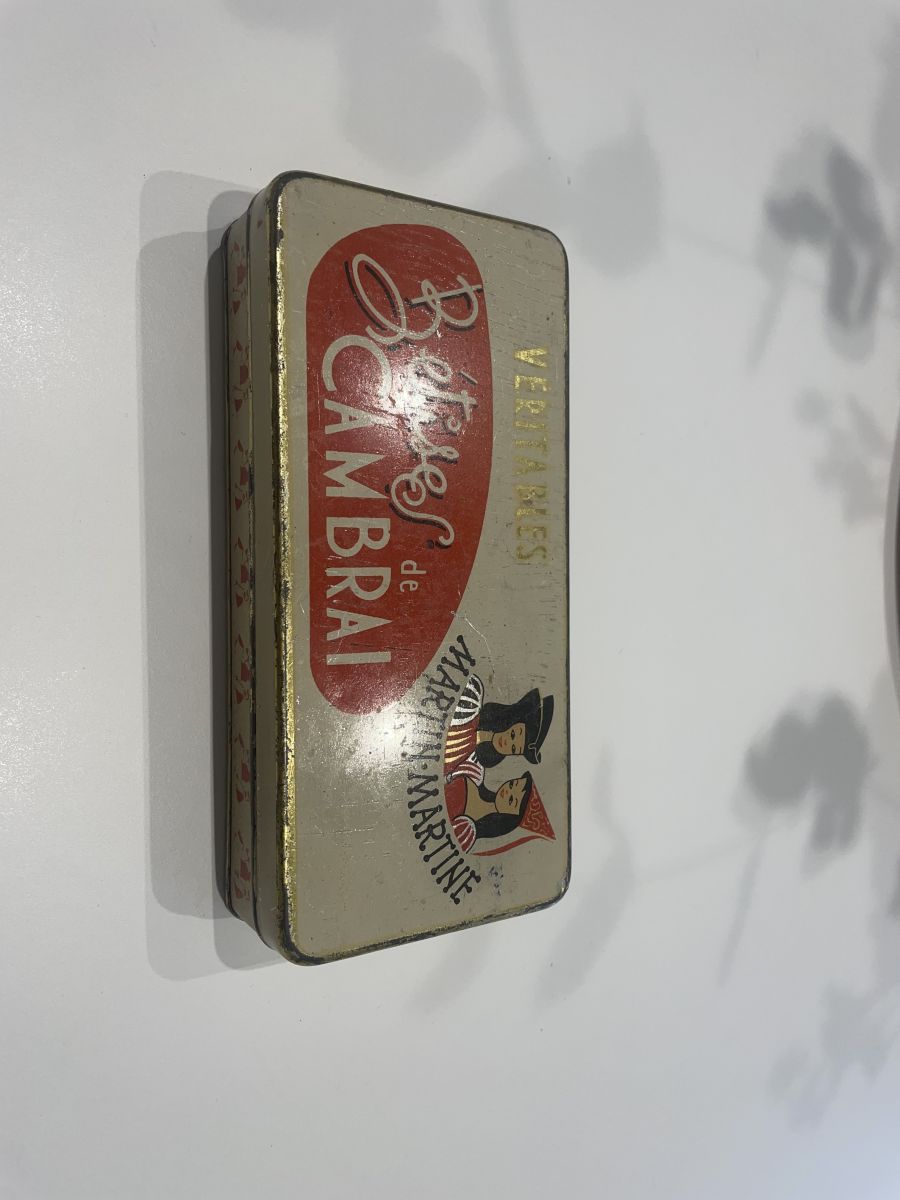 VERITABLES
Bêtises
de
CAMBRAI
MARTIN-MARTINE